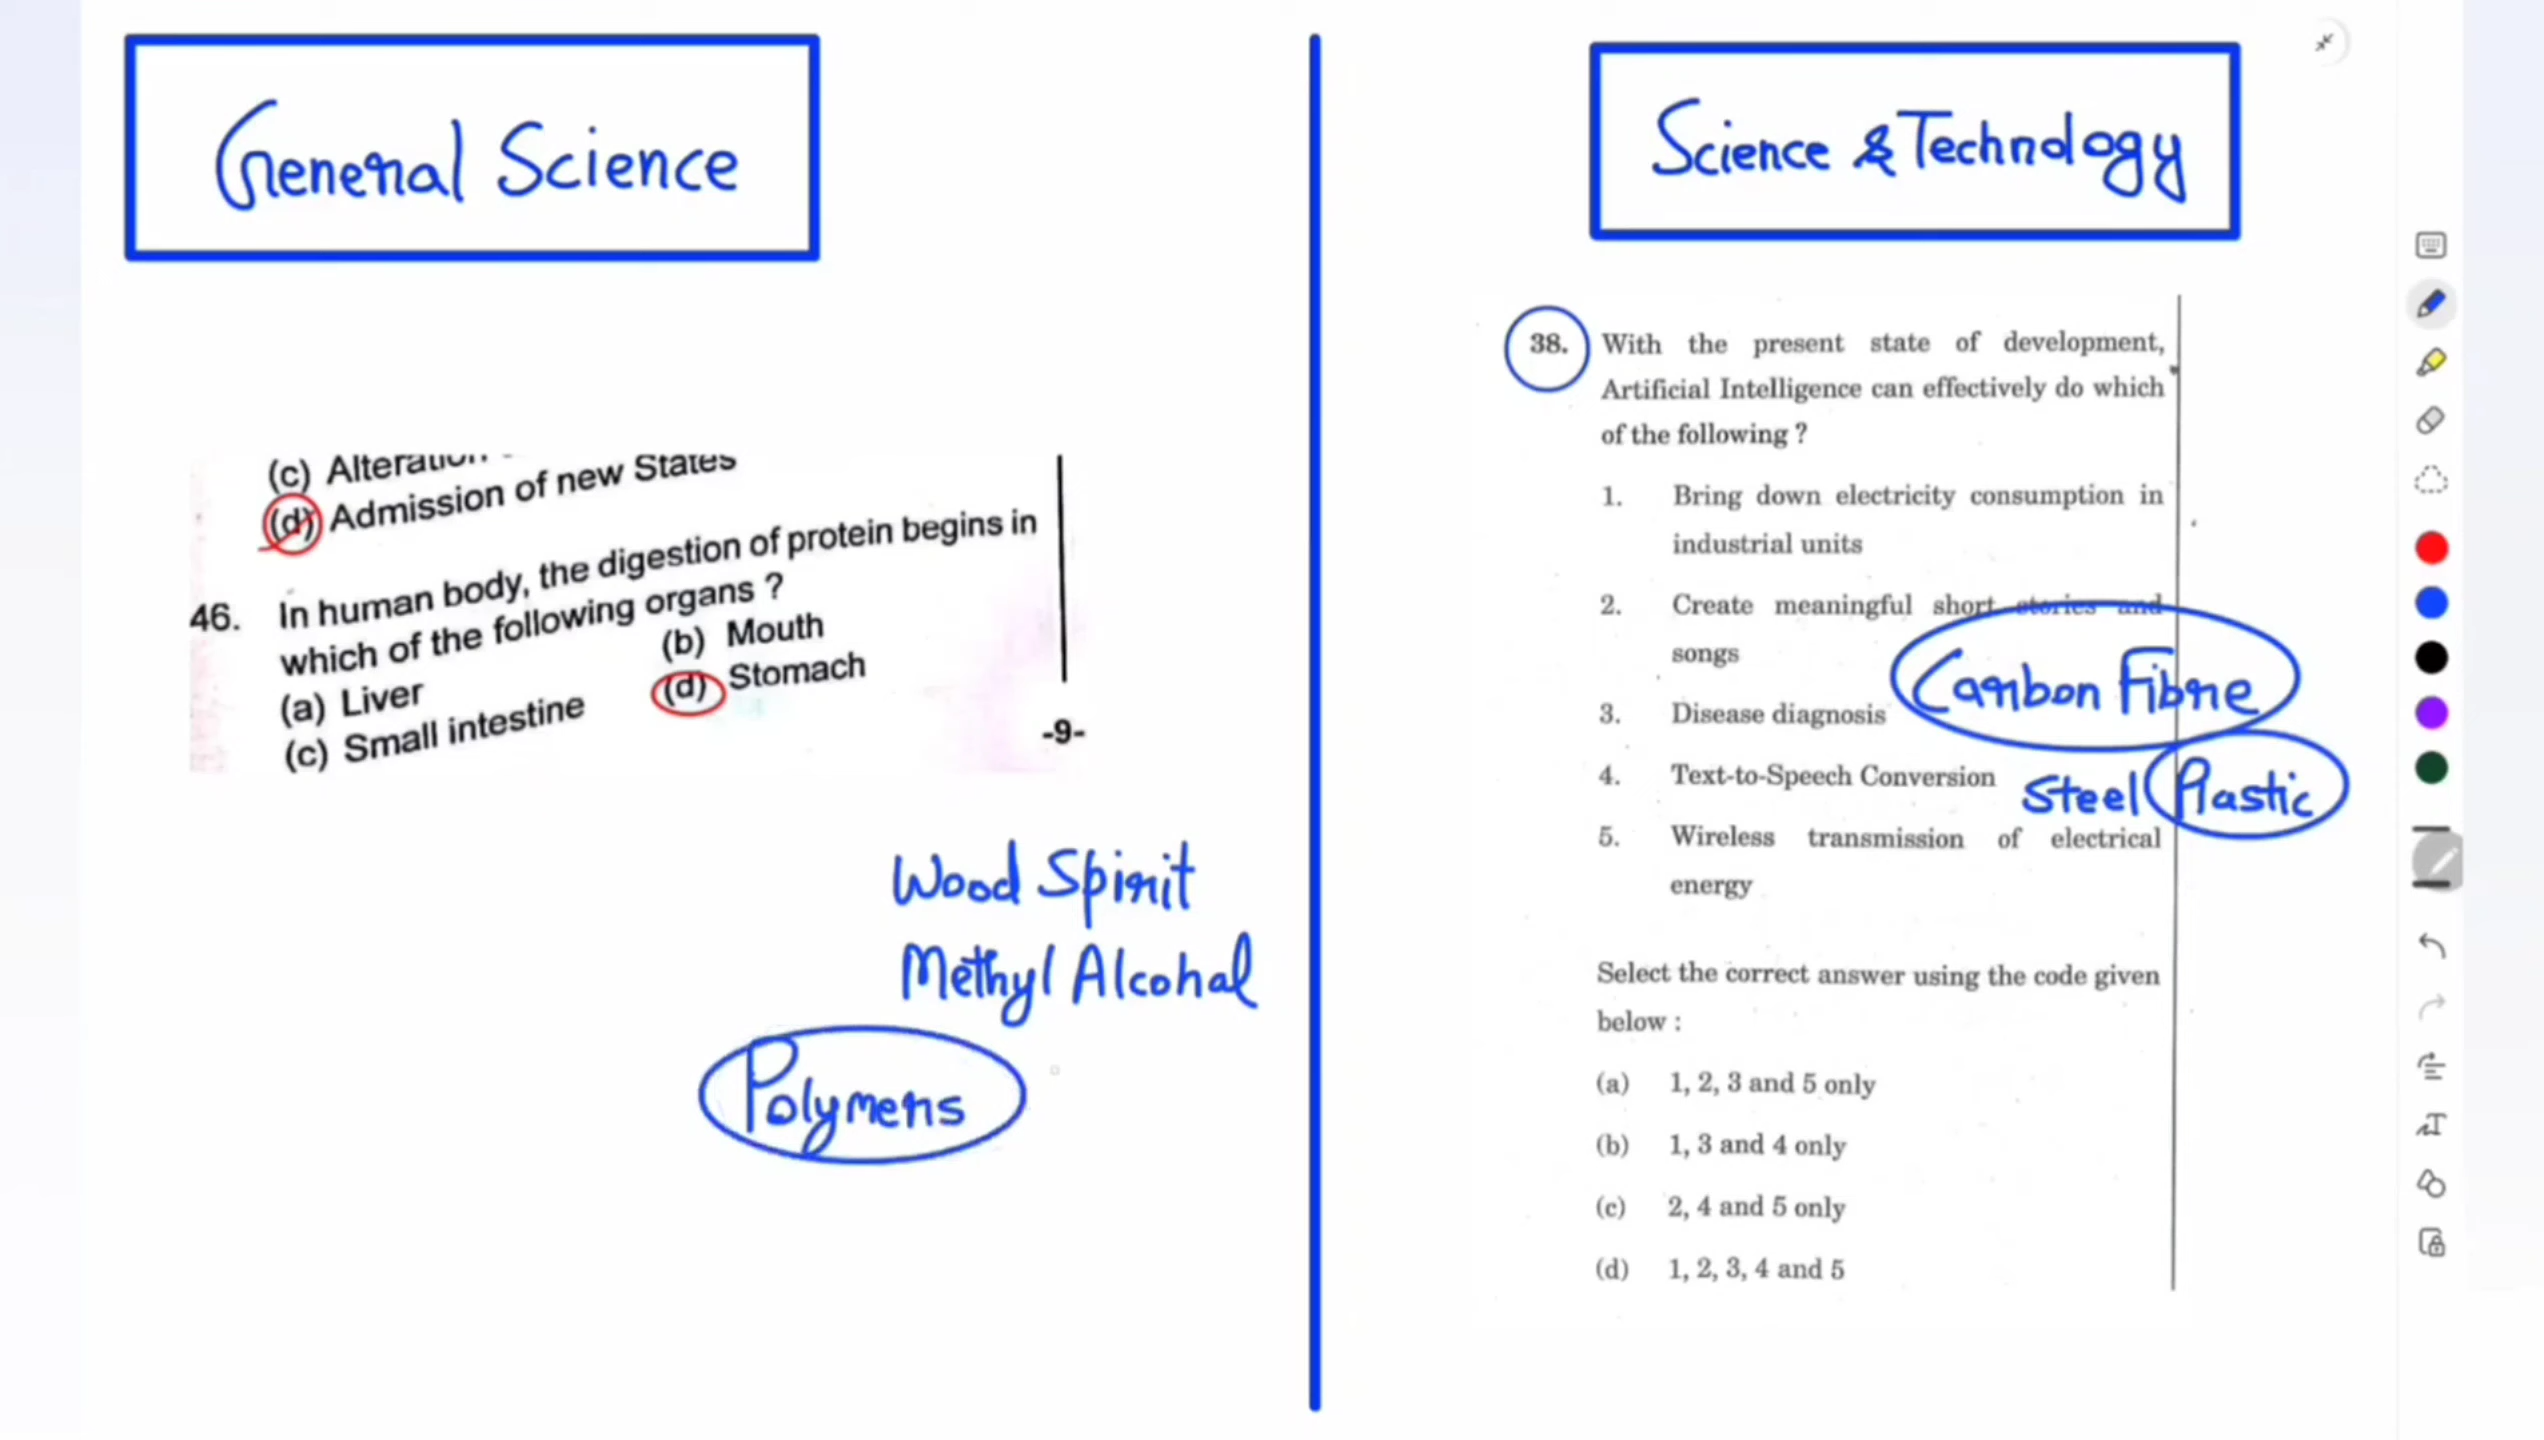 General Science
(c) Alteration
(d) Admission of new States
46. In human body, the digestion of protein begins in
which of the following organs ?
(a) Liver
(b) Mouth
(c) Small intestine
(d) Stomach
-9-
Wood Spirit
Methyl Alcohal
Polymers
Science & Technology
38. With the present state of development,
Artificial Intelligence can effectively do which
of the following ?
1. Bring down electricity consumption in
industrial units
2. Create meaningful short stories and
songs
Carbon Fibre
3. Disease diagnosis
4. Text-to-Speech Conversion
Steel Plastic
5. Wireless transmission of electrical
energy
Select the correct answer using the code given
below :
(a) 1, 2, 3 and 5 only
(b) 1, 3 and 4 only
(c) 2, 4 and 5 only
(d) 1, 2, 3, 4 and 5